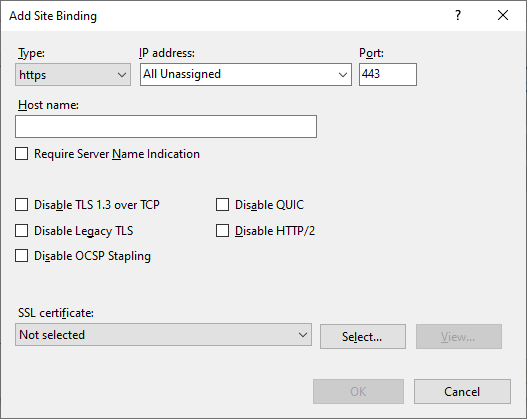 Add Site Binding
?
Type: IP address: Port:
https All Unassigned 443
Host name:
Require Server Name Indication
Disable TLS 1.3 over TCP Disable QUIC
Disable Legacy TLS Disable HTTP/2
Disable OCSP Stapling
SSL certificate:
Not selected Select... View...
OK Cancel